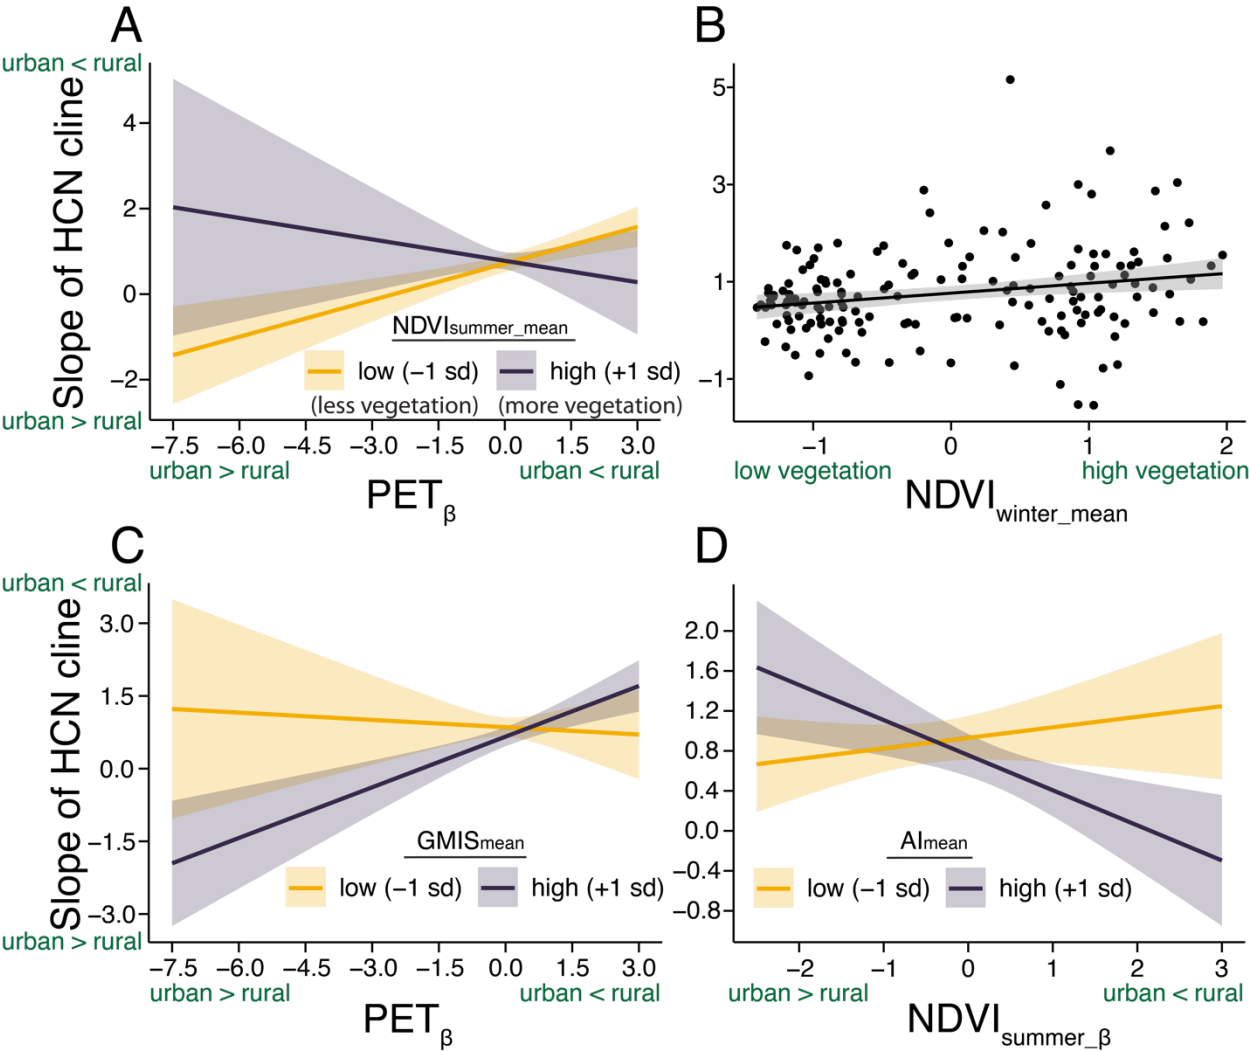 A
urban < rural
Slope of HCN cline
4
2
0
−2
urban > rural
NDVIsummer_mean
low (−1 sd) high (+1 sd)
(less vegetation) (more vegetation)
−7.5 −6.0 −4.5 −3.0 −1.5 0.0 1.5 3.0
urban > rural urban < rural
PETβ
B
5
3
1
−1
−1 0 1 2
low vegetation high vegetation
NDVIwinter_mean
C
urban < rural
Slope of HCN cline
3.0
1.5
0.0
−1.5
−3.0
urban > rural
GMISmean
low (−1 sd) high (+1 sd)
−7.5 −6.0 −4.5 −3.0 −1.5 0.0 1.5 3.0
urban > rural urban < rural
PETβ
D
2.0
1.6
1.2
0.8
0.4
0.0
−0.4
−0.8
AImean
low (−1 sd) high (+1 sd)
−2 −1 0 1 2 3
urban > rural urban < rural
NDVIsummer_β